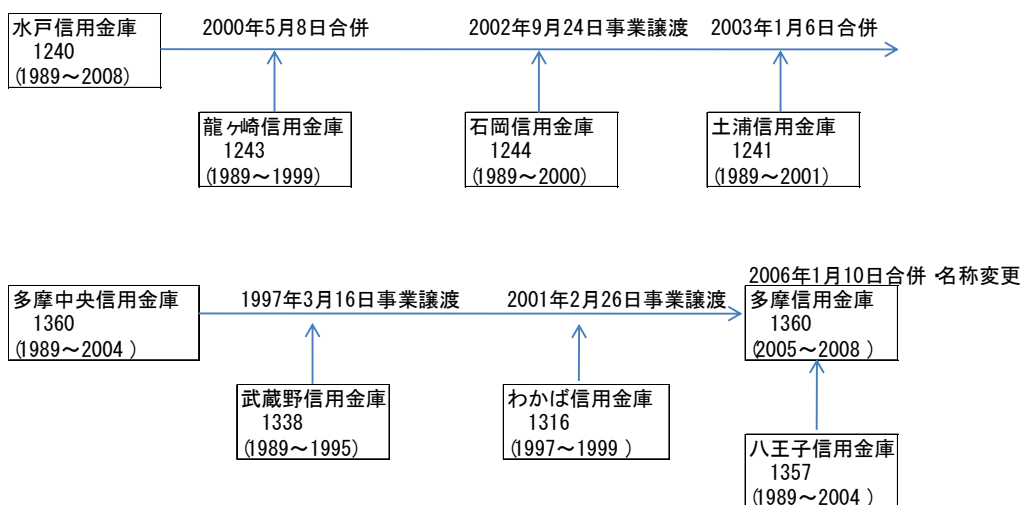 水戸信用金庫
1240
(1989～2008)
2000年5月8日合併
2002年9月24日事業譲渡
2003年1月6日合併
龍ヶ崎信用金庫
1243
(1989～1999)
石岡信用金庫
1244
(1989～2000)
土浦信用金庫
1241
(1989～2001)
2006年1月10日合併・名称変更
多摩中央信用金庫
1360
(1989～2004 )
1997年3月16日事業譲渡
2001年2月26日事業譲渡
多摩信用金庫
1360
(2005～2008 )
武蔵野信用金庫
1338
(1989～1995)
わかば信用金庫
1316
(1997～1999 )
八王子信用金庫
1357
(1989～2004 )